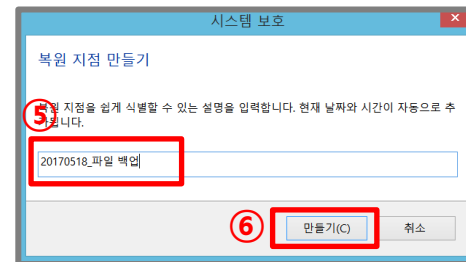 시스템 보호
복원 지점 만들기
지점을 쉽게 식별할 수 있는 설명을 입력합니다. 현재 날짜와 시간이 자동으로 추
됩니다.
⑤
20170518_파일 백업
⑥
만들기(C)
취소